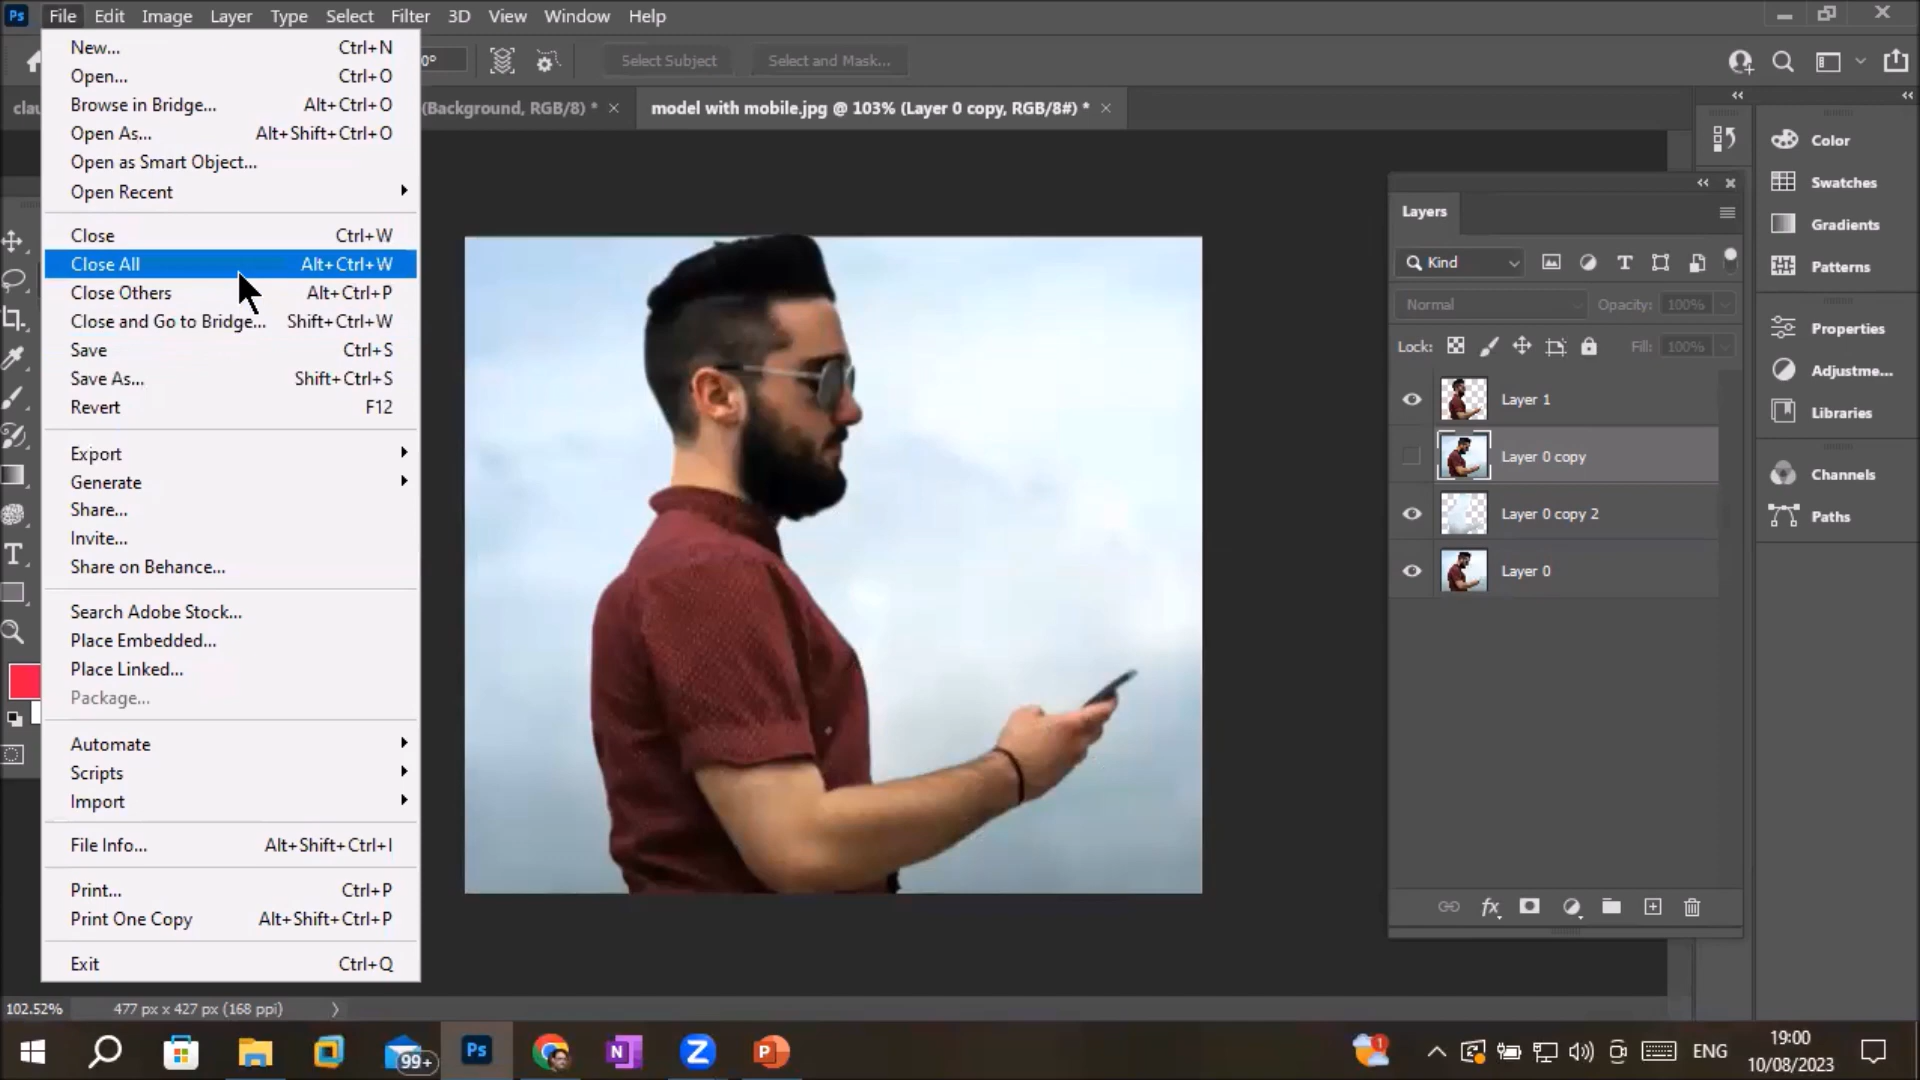 Ps File Edit Image Layer Type Select Filter 3D View Window Help
New... Ctrl+N
Open... Ctrl+O
Browse in Bridge... Alt+Ctrl+O
Open As... Alt+Shift+Ctrl+O
Open as Smart Object...
Open Recent
Close Ctrl+W
Close All Alt+Ctrl+W
Close Others Alt+Ctrl+P
Close and Go to Bridge... Shift+Ctrl+W
Save Ctrl+S
Save As... Shift+Ctrl+S
Revert F12
Export
Generate
Share...
Invite...
Share on Behance...
Search Adobe Stock...
Place Embedded...
Place Linked...
Package...
Automate
Scripts
Import
File Info... Alt+Shift+Ctrl+I
Print... Ctrl+P
Print One Copy Alt+Shift+Ctrl+P
Exit Ctrl+Q
0° Select Subject Select and Mask...
(Background, RGB/8) * × model with mobile.jpg @ 103% (Layer 0 copy, RGB/8#) * ×
Layers
Kind
Normal Opacity: 100%
Lock: Fill: 100%
Layer 1
Layer 0 copy
Layer 0 copy 2
Layer 0
fx
Color
Swatches
Gradients
Patterns
Properties
Adjustme...
Libraries
Channels
Paths
102.52% 477 px x 427 px (168 ppi)
99+ Ps N Z P 1 ENG 19:00
10/08/2023